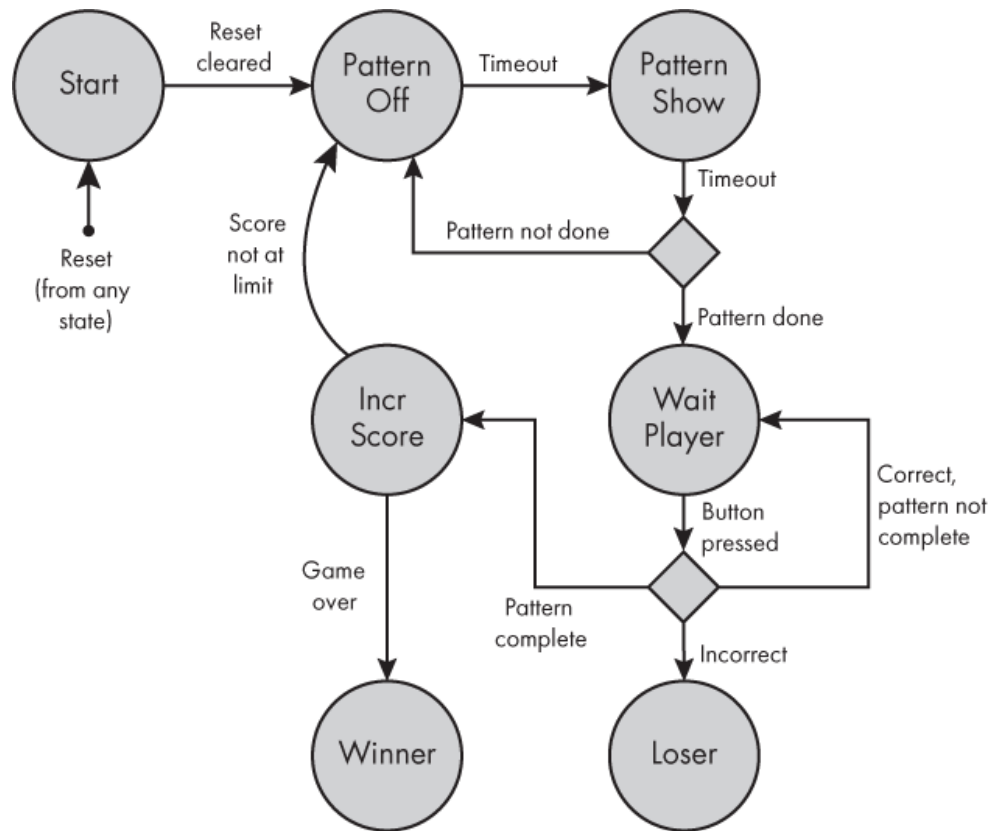 Start
Reset
cleared
Pattern
Off
Timeout
Pattern
Show
Timeout
Reset
(from any
state)
Score
not at
limit
Pattern not done
Pattern done
Incr
Score
Wait
Player
Correct,
pattern not
complete
Button
pressed
Game
over
Pattern
complete
Incorrect
Winner
Loser